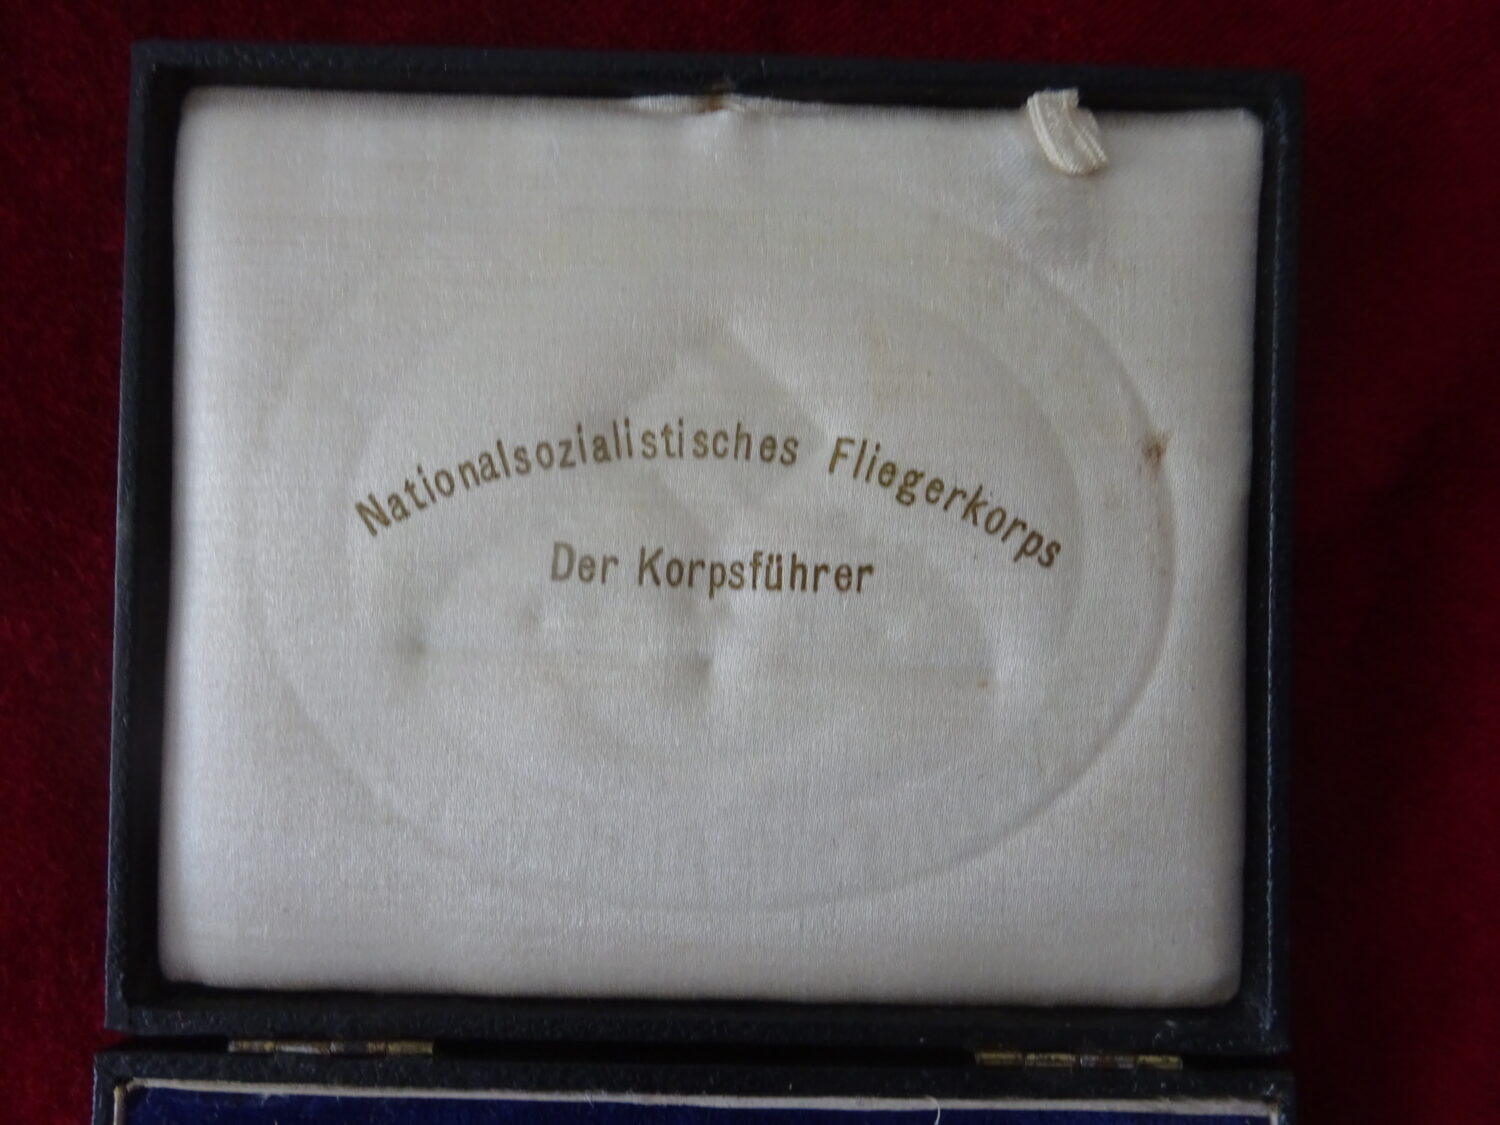 Nationalsozialistisches Fliegerkorps
Der Korpsführer